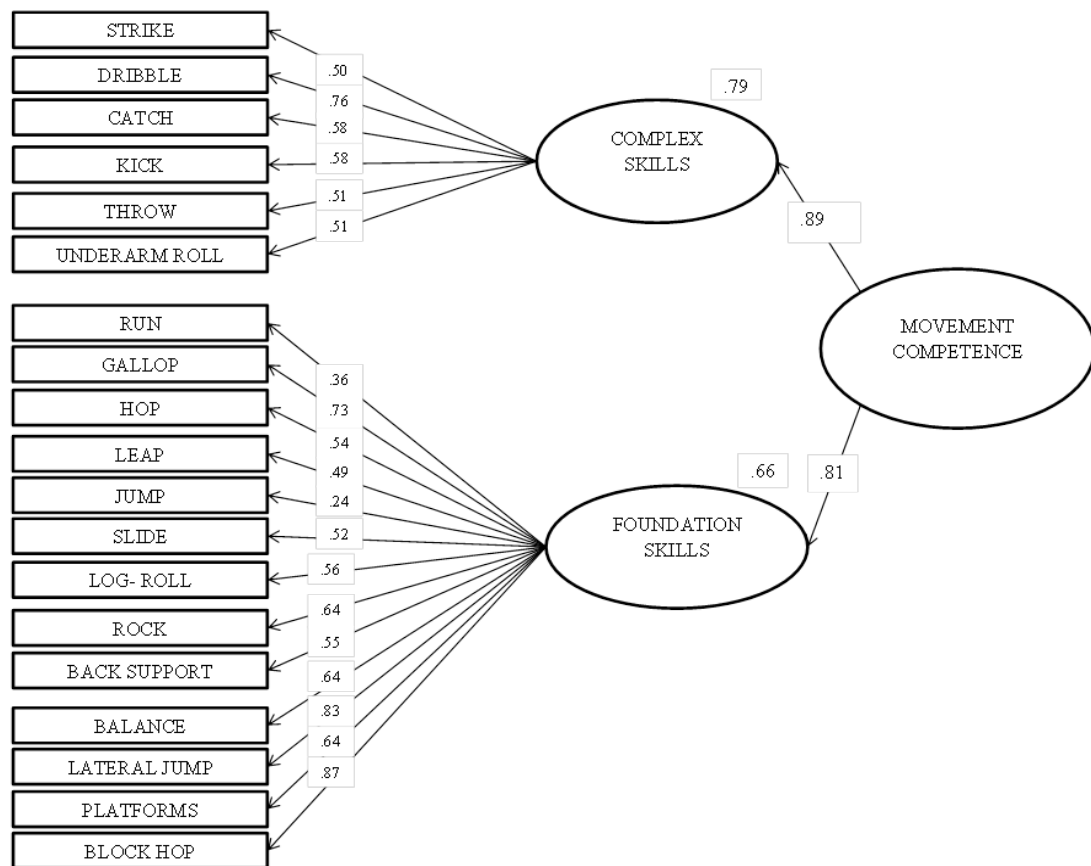 STRIKE
DRIBBLE
CATCH
KICK
THROW
UNDERARM ROLL
.50
.76
.58
.58
.51
.51
.79
COMPLEX
SKILLS
.89
MOVEMENT
COMPETENCE
RUN
GALLOP
HOP
LEAP
JUMP
SLIDE
LOG- ROLL
ROCK
BACK SUPPORT
BALANCE
LATERAL JUMP
PLATFORMS
BLOCK HOP
.36
.73
.54
.49
.24
.52
.56
.64
.55
.64
.83
.64
.87
.66
.81
FOUNDATION
SKILLS